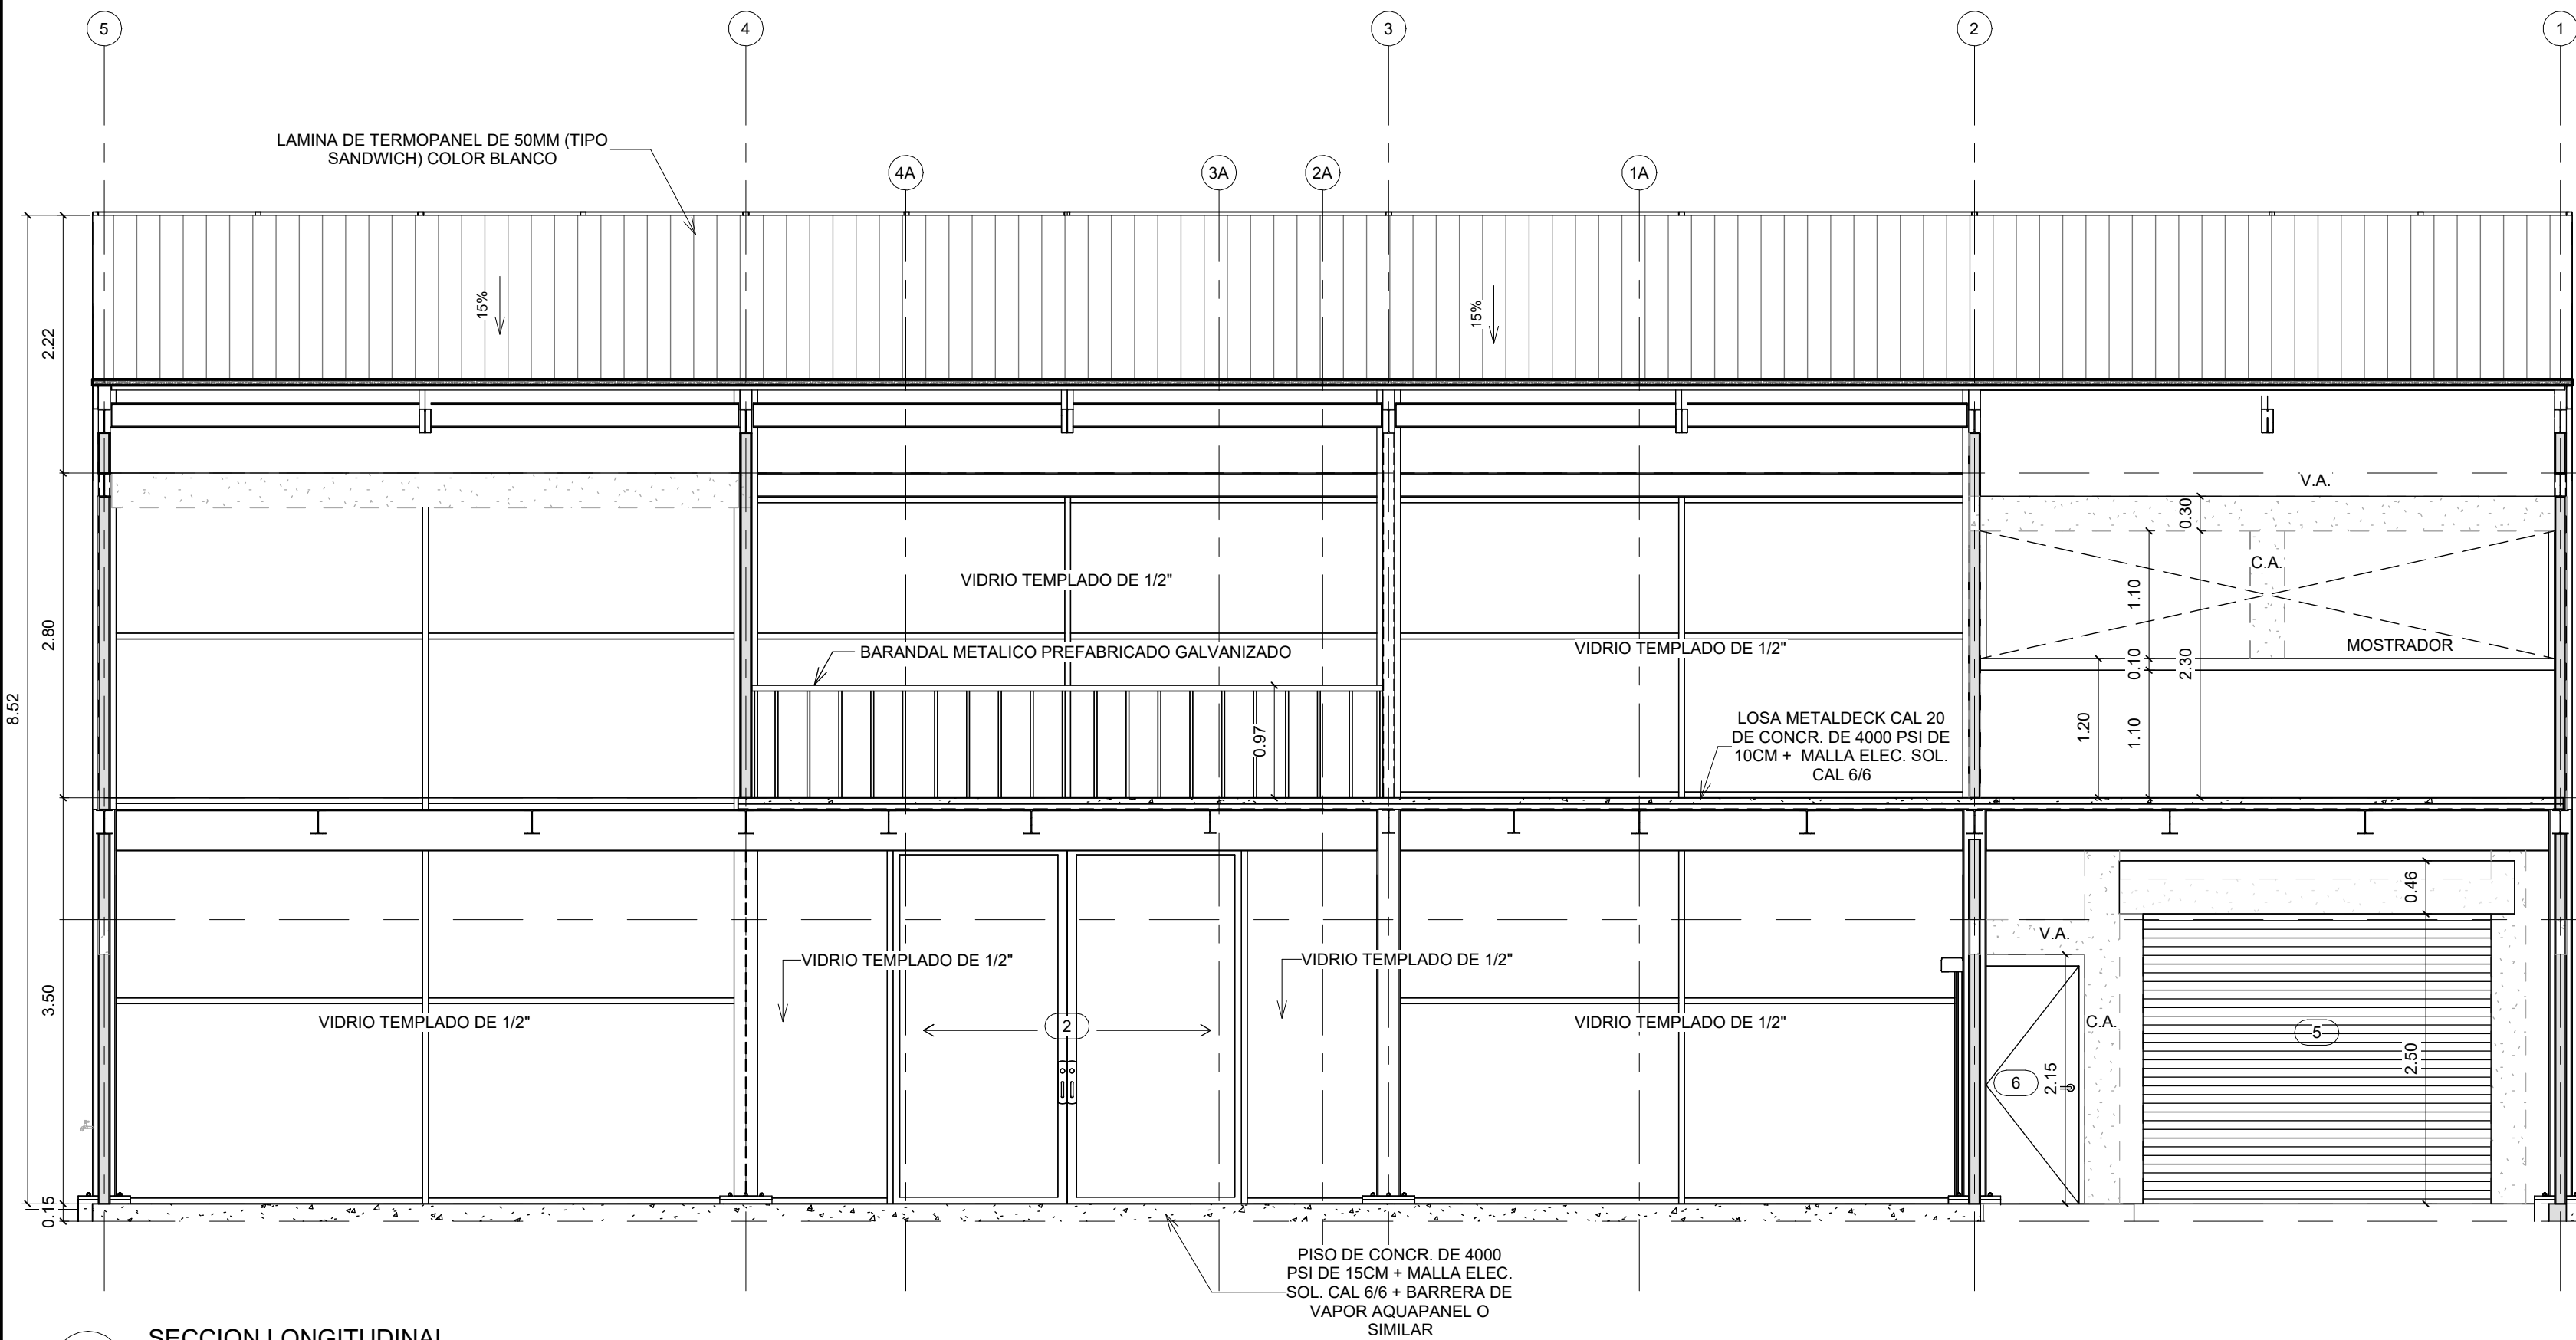 5
4
3
2
1
LAMINA DE TERMOPANEL DE 50MM (TIPO
SANDWICH) COLOR BLANCO
4A
3A
2A
1A
15%
15%
2.22
2.80
8.52
3.50
0.15
V.A.
0.30
C.A.
1.10
0.10
2.30
MOSTRADOR
1.20
1.10
VIDRIO TEMPLADO DE 1/2"
BARANDAL METALICO PREFABRICADO GALVANIZADO
VIDRIO TEMPLADO DE 1/2"
0.97
LOSA METALDECK CAL 20
DE CONCR. DE 4000 PSI DE
10CM + MALLA ELEC. SOL.
CAL 6/6
0.46
V.A.
VIDRIO TEMPLADO DE 1/2"
VIDRIO TEMPLADO DE 1/2"
VIDRIO TEMPLADO DE 1/2"
2
VIDRIO TEMPLADO DE 1/2"
C.A.
5
6
2.15
2.50
PISO DE CONCR. DE 4000
PSI DE 15CM + MALLA ELEC.
SOL. CAL 6/6 + BARRERA DE
VAPOR AQUAPANEL O
SIMILAR
SECCION LONGITUDINAL